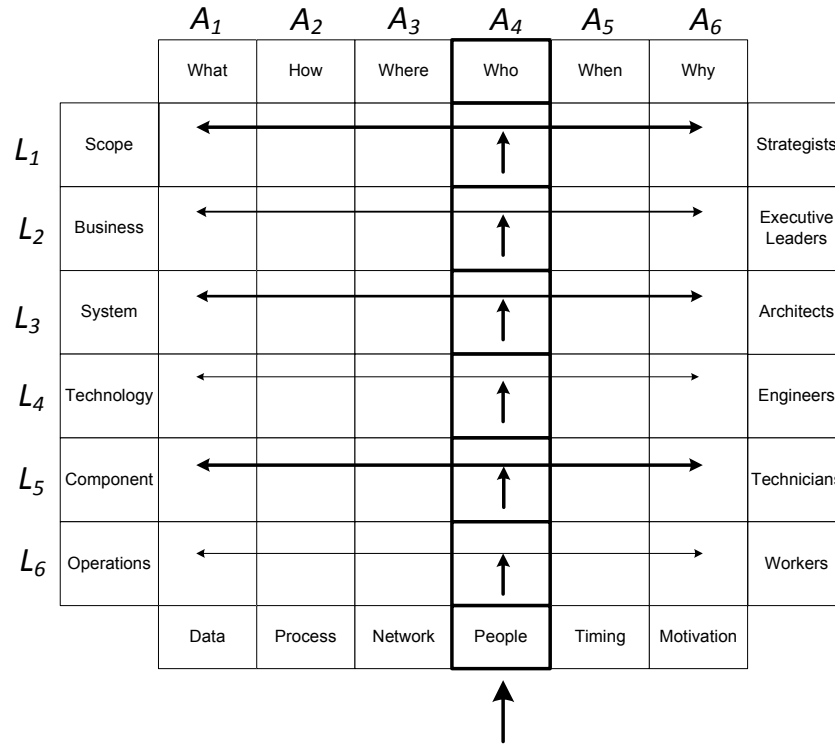 A1 A2 A3 A4 A5 A6
What How Where Who When Why
L1 Scope Strategists
L2 Business Executive
Leaders
L3 System Architects
L4 Technology Engineers
L5 Component Technicians
L6 Operations Workers
Data Process Network People Timing Motivation